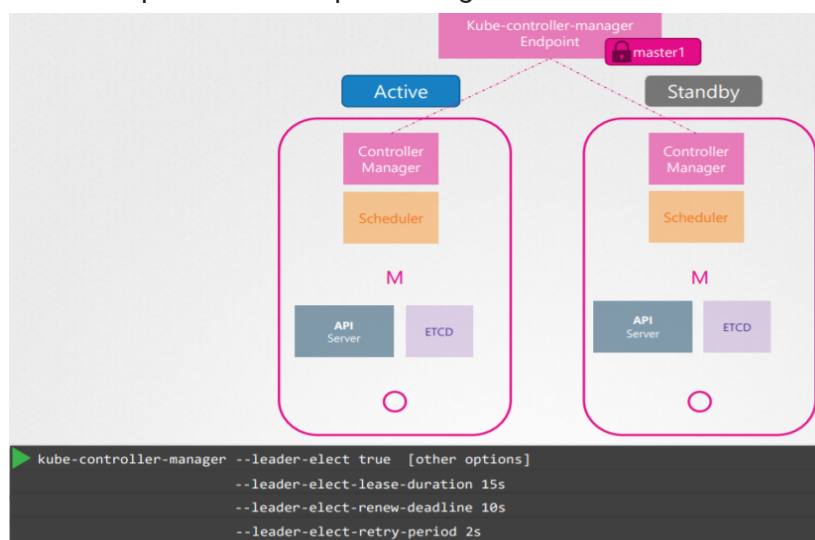 Kube-controller-manager
Endpoint
master1
Active
Standby
Controller
Manager
Controller
Manager
Scheduler
Scheduler
M
M
API
Server
ETCD
API
Server
ETCD
kube-controller-manager --leader-elect true [other options]
--leader-elect-lease-duration 15s
--leader-elect-renew-deadline 10s
--leader-elect-retry-period 2s